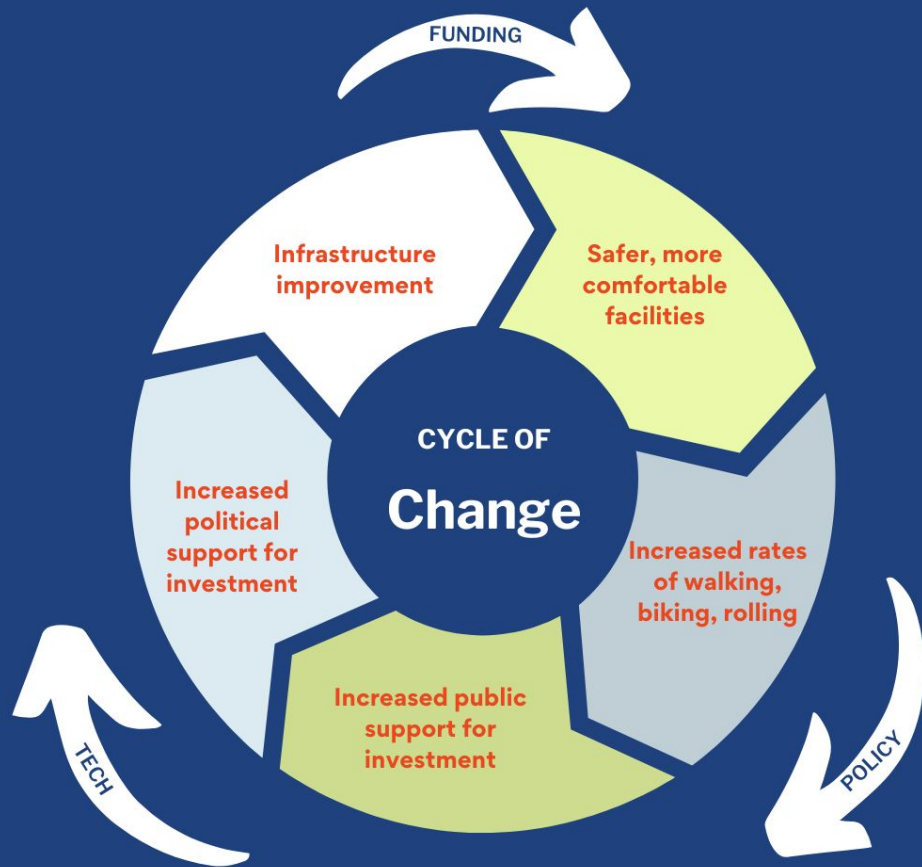 FUNDING
Infrastructure
improvement
Safer, more
comfortable
facilities
CYCLE OF
Change
Increased
political
support for
investment
Increased rates
of walking,
biking, rolling
Increased public
support for
investment
TECH
POLICY